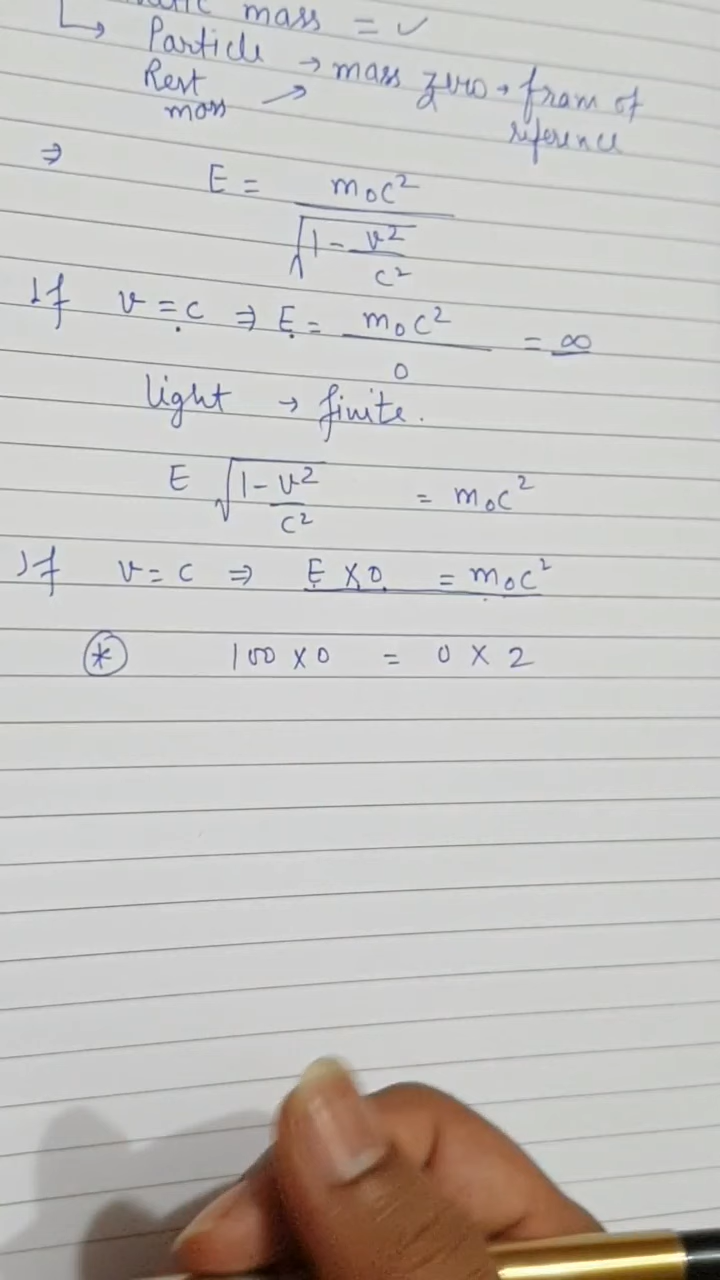 mass = ✓
↳ Particle → mass zero → fram of
Rest
mass ↗
reference
⇒ E = m₀c² / √(1 - v²/c²)
If v = c ⇒ E = m₀c² / 0 = ∞
light → finite.
E √(1 - v²/c²) = m₀c²
If v = c ⇒ E × 0 = m₀c²
⊛ 100 × 0 = 0 × 2